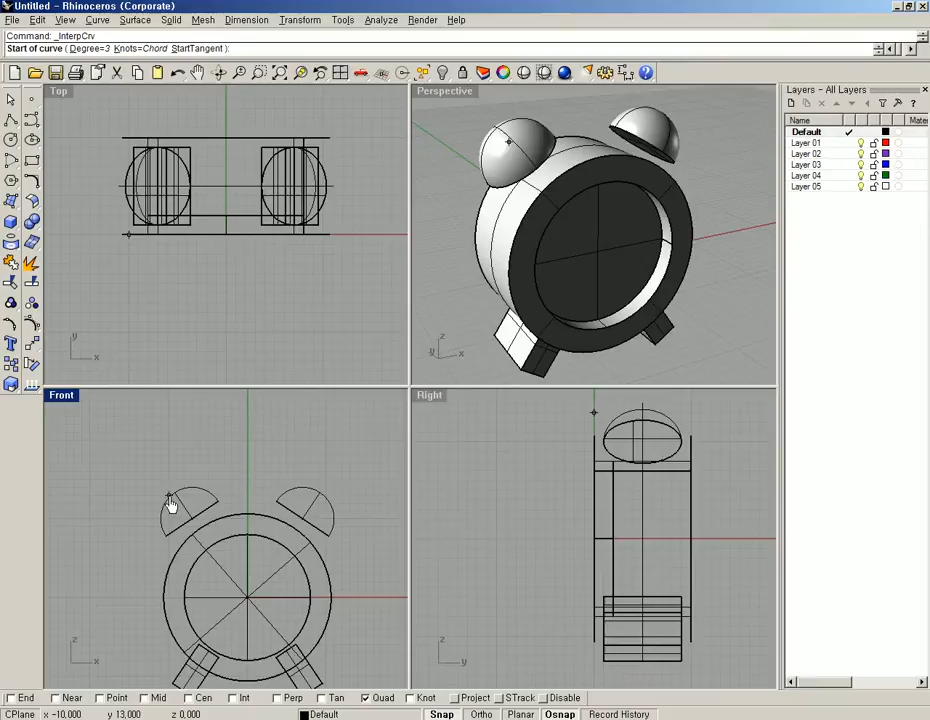 Untitled - Rhinoceros (Corporate)
File Edit View Curve Surface Solid Mesh Dimension Transform Tools Analyze Render Help
Command: _InterpCrv
Start of curve ( Degree=3 Knots=Chord StartTangent ):
Top
Perspective
Front
Right
y
x
z
y
x
z
x
z
y
Layers - All Layers
Name Mater
Default
Layer 01
Layer 02
Layer 03
Layer 04
Layer 05
End Near Point Mid Cen Int Perp Tan Quad Knot Project STrack Disable
CPlane x -10,000 y 13,000 z 0,000 Default Snap Ortho Planar Osnap Record History